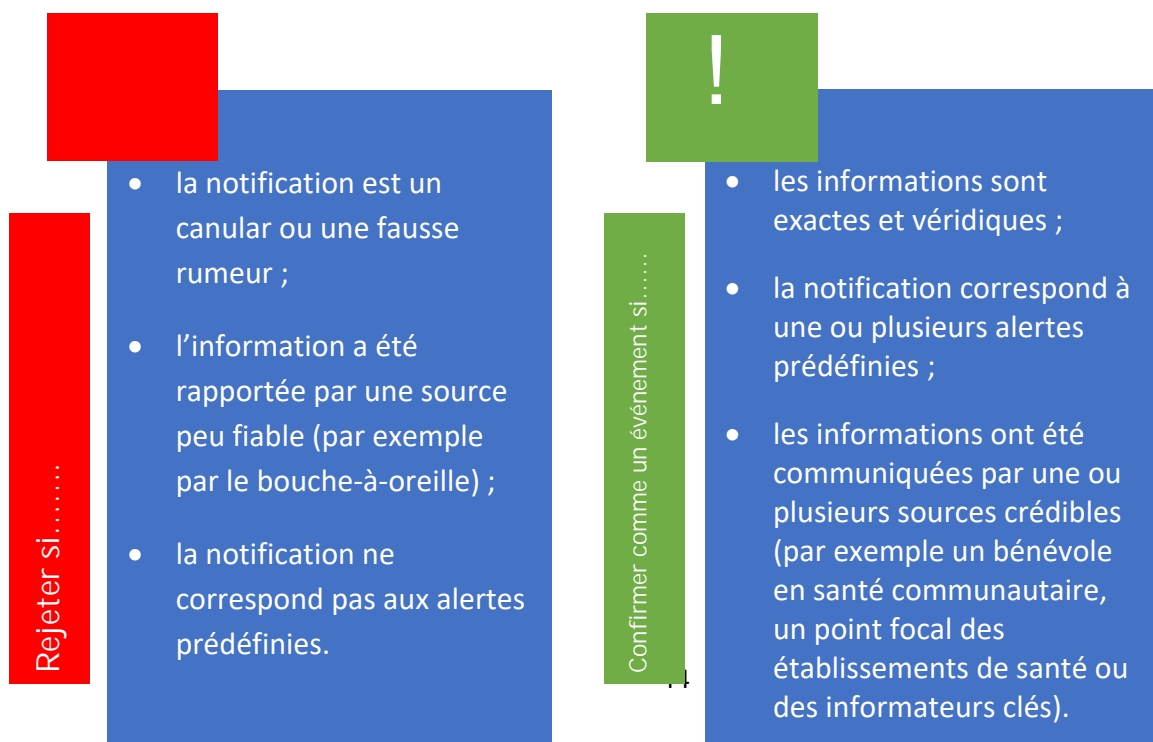 Rejeter si.......
• la notification est un
canular ou une fausse
rumeur ;
• l’information a été
rapportée par une source
peu fiable (par exemple
par le bouche-à-oreille) ;
• la notification ne
correspond pas aux alertes
prédéfinies.
!
Confirmer comme un événement si......
• les informations sont
exactes et véridiques ;
• la notification correspond à
une ou plusieurs alertes
prédéfinies ;
• les informations ont été
communiquées par une ou
plusieurs sources crédibles
(par exemple un bénévole
en santé communautaire,
un point focal des
établissements de santé ou
des informateurs clés).